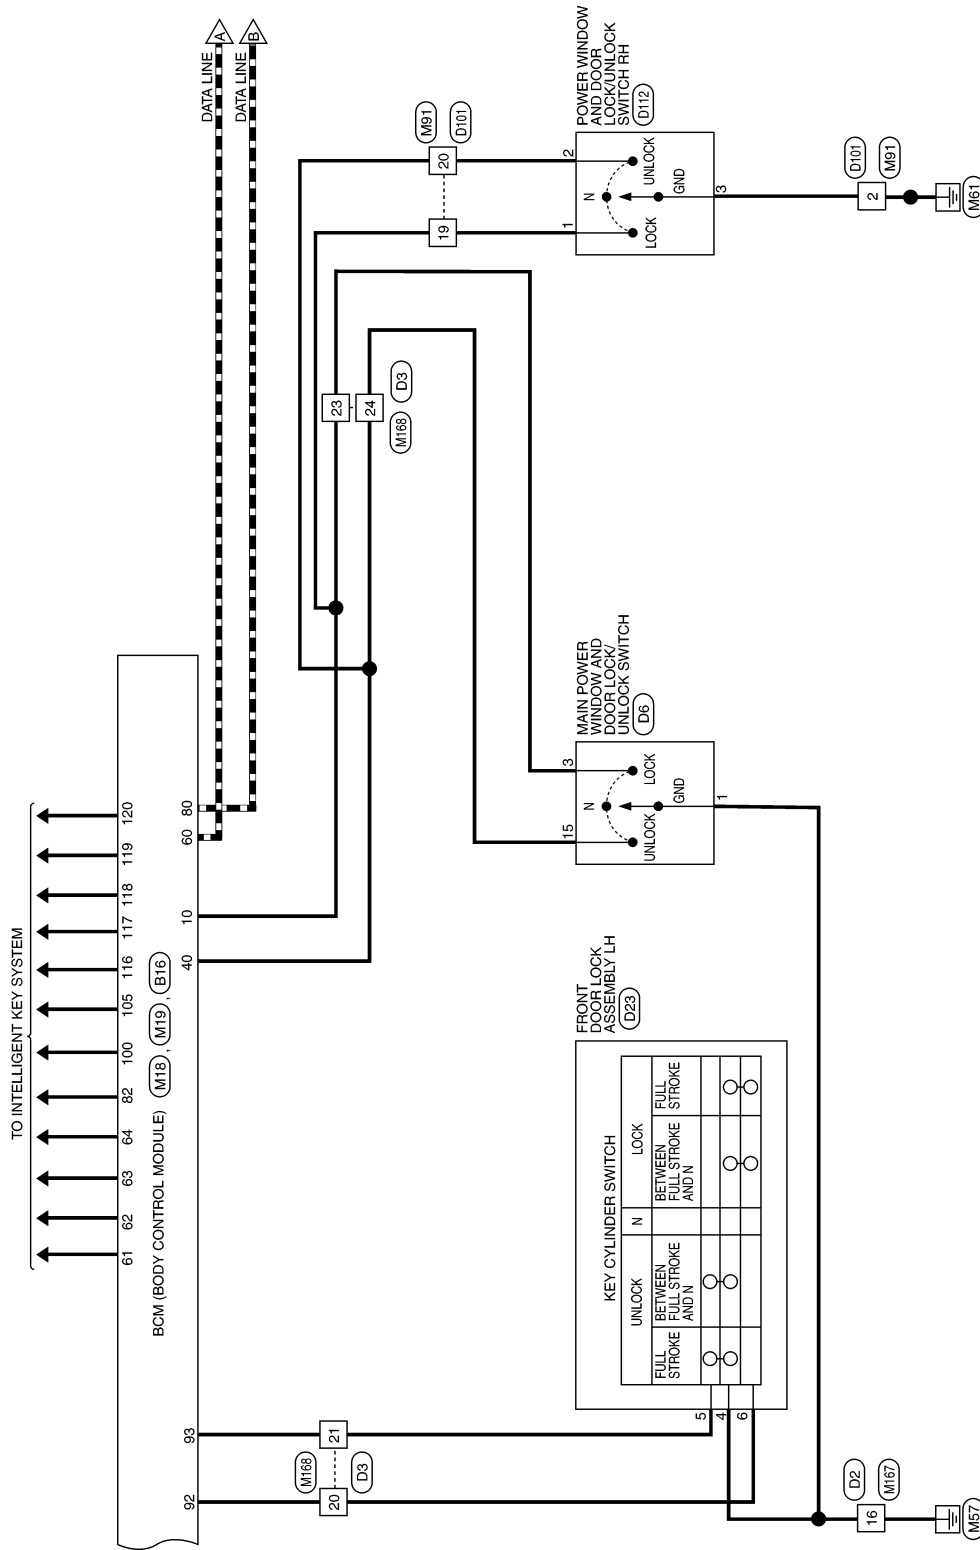 TO INTELLIGENT KEY SYSTEM
61
62
63
64
82
100
105
116
117
118
119
120
BCM (BODY CONTROL MODULE) M18 , M19 , B16
92
93
40
10
60
80
DATA LINE
A
DATA LINE
B
M168
20
21
D3
23
24
M168
D3
M91
D101
19
20
FRONT
DOOR LOCK
ASSEMBLY LH
D23
KEY CYLINDER SWITCH
UNLOCK
N
LOCK
FULL
STROKE
BETWEEN
FULL STROKE
AND N
BETWEEN
FULL STROKE
AND N
FULL
STROKE
5
4
6
MAIN POWER
WINDOW AND
DOOR LOCK/
UNLOCK SWITCH
D6
15
3
N
UNLOCK
LOCK
GND
1
POWER WINDOW
AND DOOR
LOCK/UNLOCK
SWITCH RH
D112
1
2
N
LOCK
UNLOCK
GND
3
D2
16
M167
M57
D101
2
M91
M61